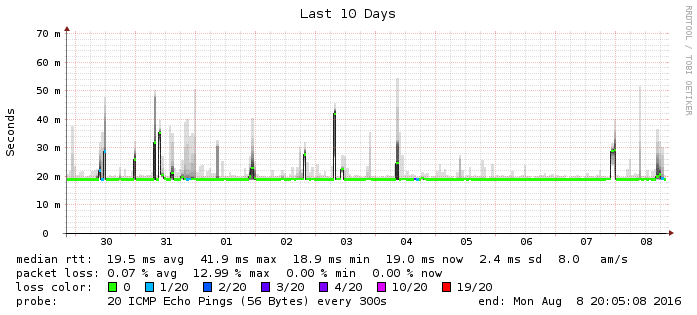 Last 10 Days
RRDTOOL / TOBI OETIKER
Seconds
70 m
60 m
50 m
40 m
30 m
20 m
10 m
0
30 31 01 02 03 04 05 06 07 08
median rtt: 19.5 ms avg 41.9 ms max 18.9 ms min 19.0 ms now 2.4 ms sd 8.0 am/s
packet loss: 0.07 % avg 12.99 % max 0.00 % min 0.00 % now
loss color: 0 1/20 2/20 3/20 4/20 10/20 19/20
probe: 20 ICMP Echo Pings (56 Bytes) every 300s end: Mon Aug 8 20:05:08 2016